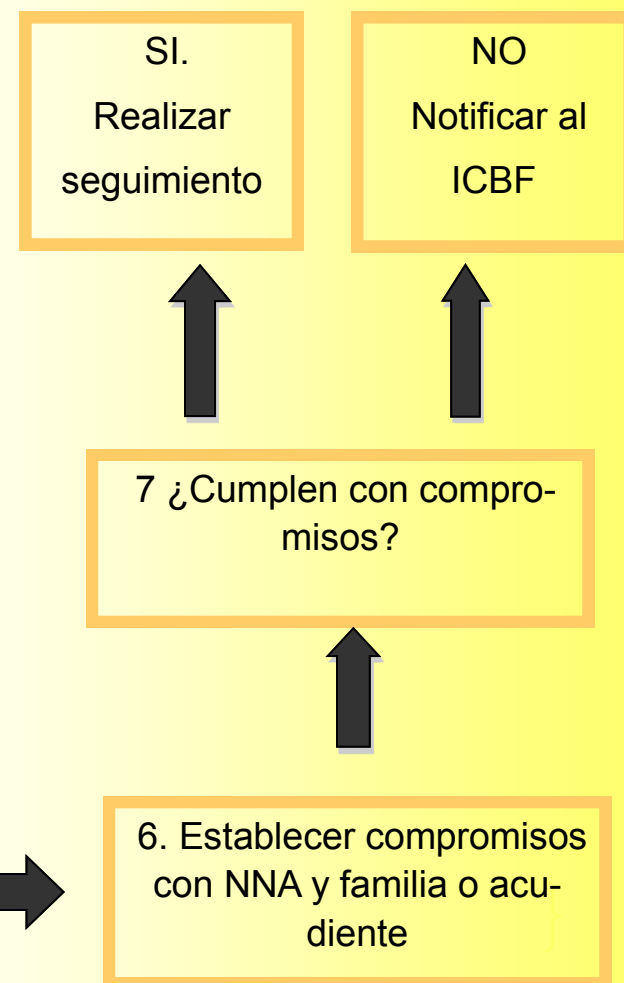 SI.
Realizar
seguimiento
NO
Notificar al
ICBF
7 ¿Cumplen con compro-
misos?
6. Establecer compromisos
con NNA y familia o acu-
diente